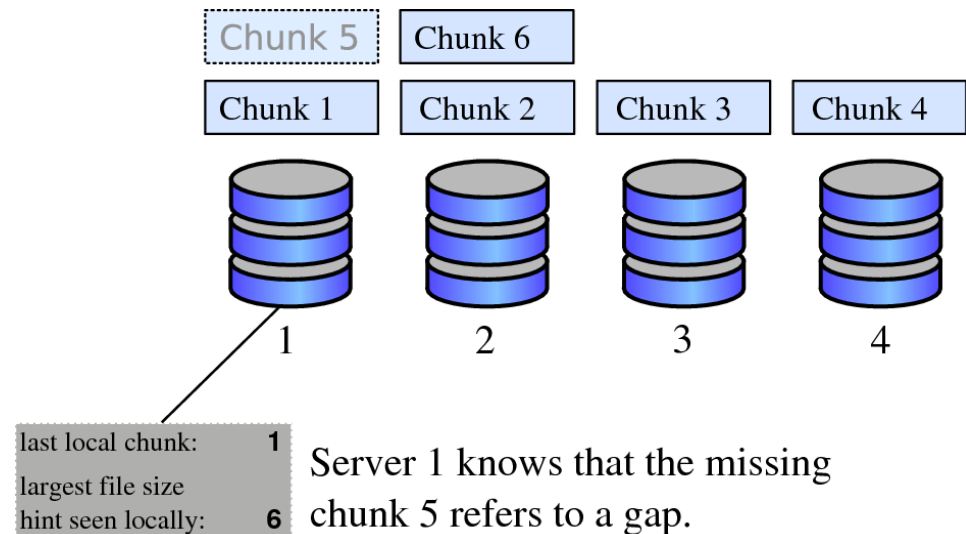 Chunk 5 Chunk 6
Chunk 1 Chunk 2 Chunk 3 Chunk 4
1 2 3 4
last local chunk: 1
largest file size
hint seen locally: 6
Server 1 knows that the missing
chunk 5 refers to a gap.